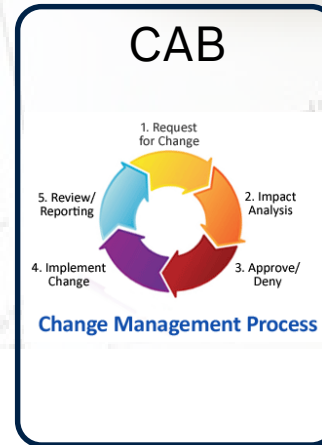 CAB
1. Request
for Change
2. Impact
Analysis
3. Approve/
Deny
4. Implement
Change
5. Review/
Reporting
Change Management Process